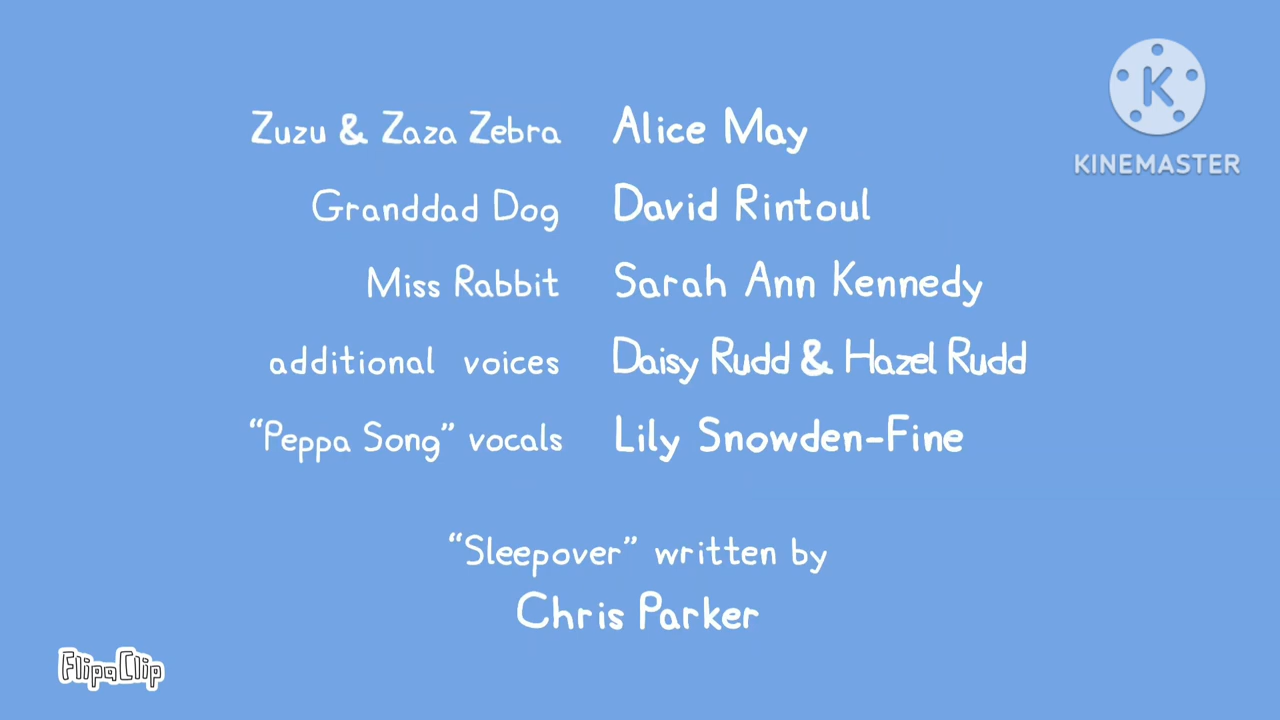 Zuzu & Zaza Zebra Alice May
KINEMASTER
Granddad Dog David Rintoul
Miss Rabbit Sarah Ann Kennedy
additional voices Daisy Rudd & Hazel Rudd
“Peppa Song” vocals Lily Snowden-Fine
“Sleepover” written by
Chris Parker
FlipaClip